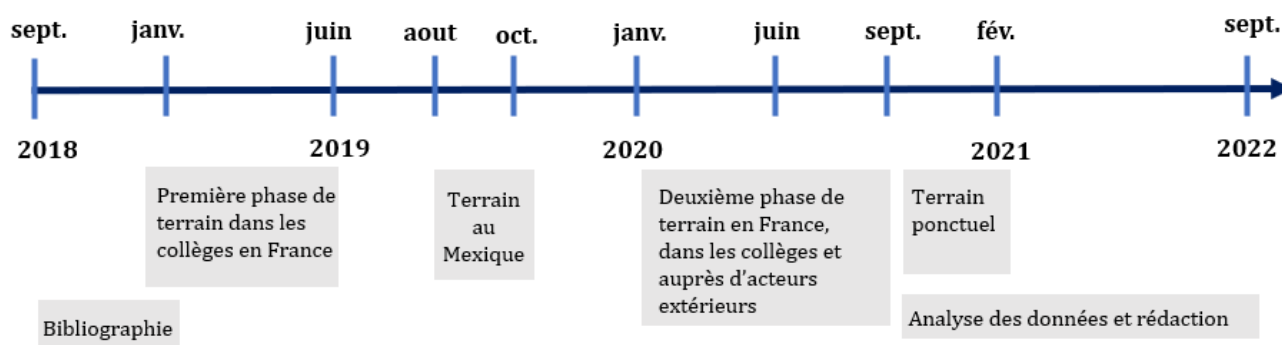 sept. janv. juin aout oct. janv. juin sept. fév. sept.
2018 2019 2020 2021 2022
Première phase de
terrain dans les
collèges en France
Terrain
au
Mexique
Deuxième phase de
terrain en France,
dans les collèges et
auprès d'acteurs
extérieurs
Terrain
ponctuel
Bibliographie
Analyse des données et rédaction